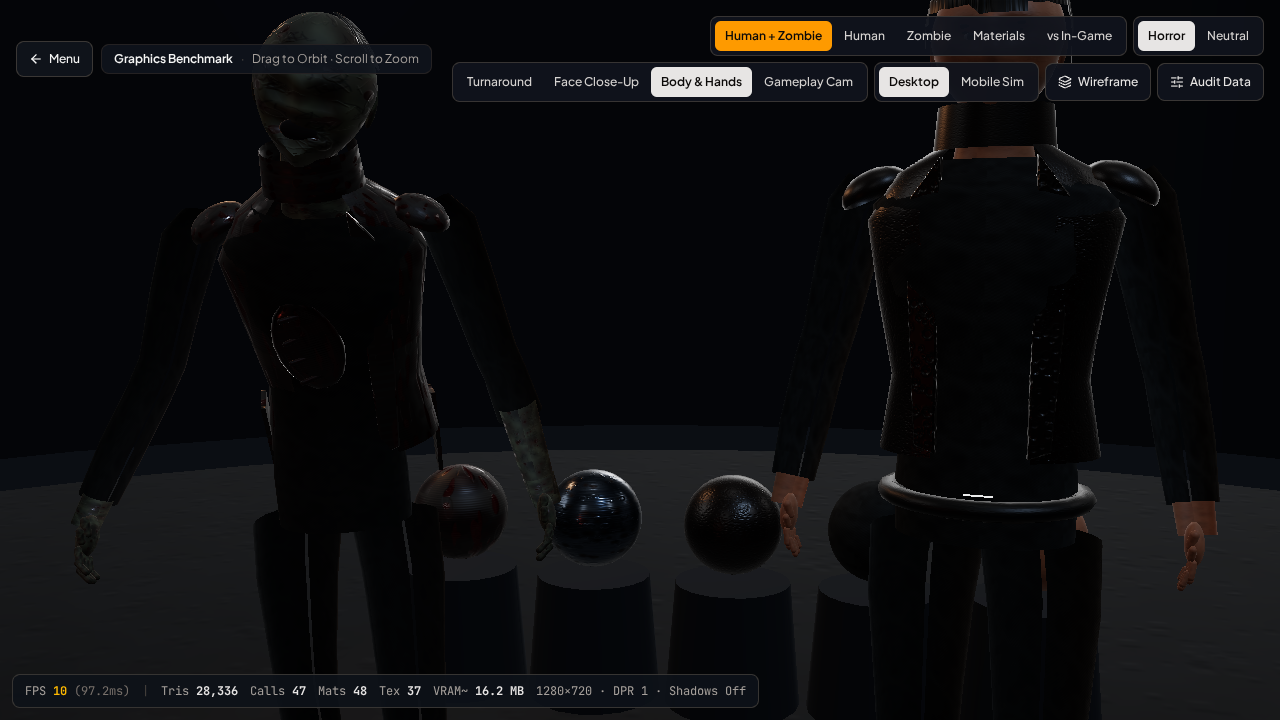 Human + Zombie Human Zombie Materials vs In-Game Horror Neutral
Menu Graphics Benchmark · Drag to Orbit · Scroll to Zoom
Turnaround Face Close-Up Body & Hands Gameplay Cam Desktop Mobile Sim Wireframe Audit Data
FPS 10 (97.2ms) | Tris 28,336 Calls 47 Mats 48 Tex 37 VRAM~ 16.2 MB 1280×720 · DPR 1 · Shadows Off